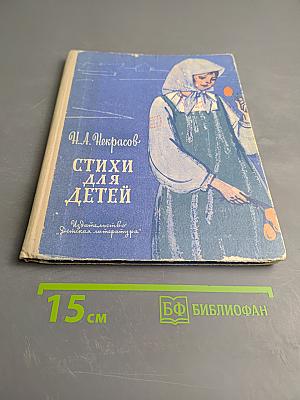 Н. А. Некрасов
СТИХИ
ДЛЯ
ДЕТЕЙ
Издательство
„Детская литература"
15 см
БФ БИБЛИОФАН